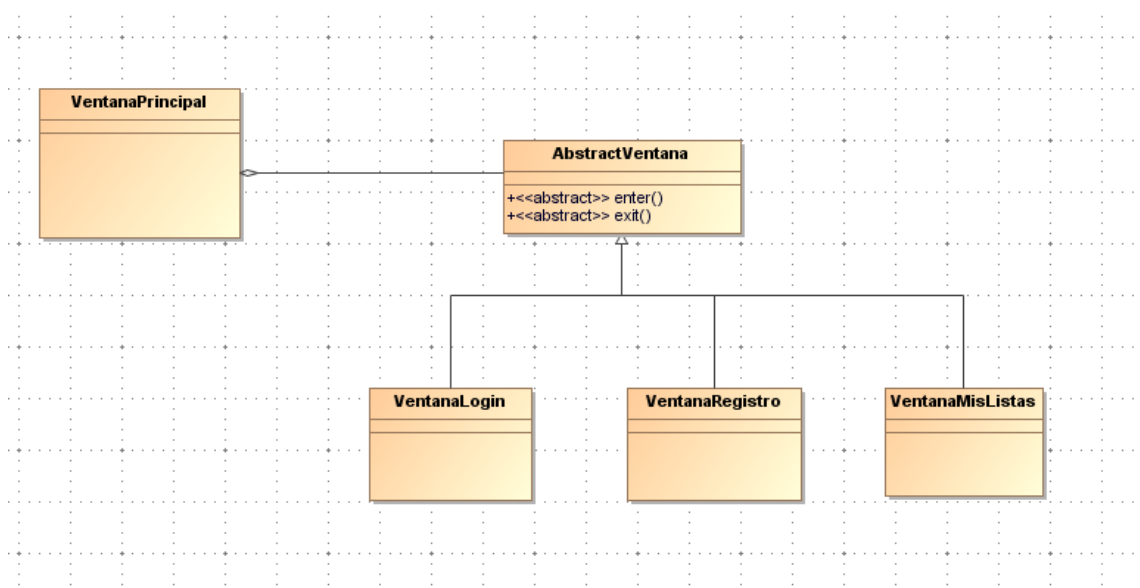 VentanaPrincipal
AbstractVentana
+<<abstract>> enter()
+<<abstract>> exit()
VentanaLogin
VentanaRegistro
VentanaMisListas